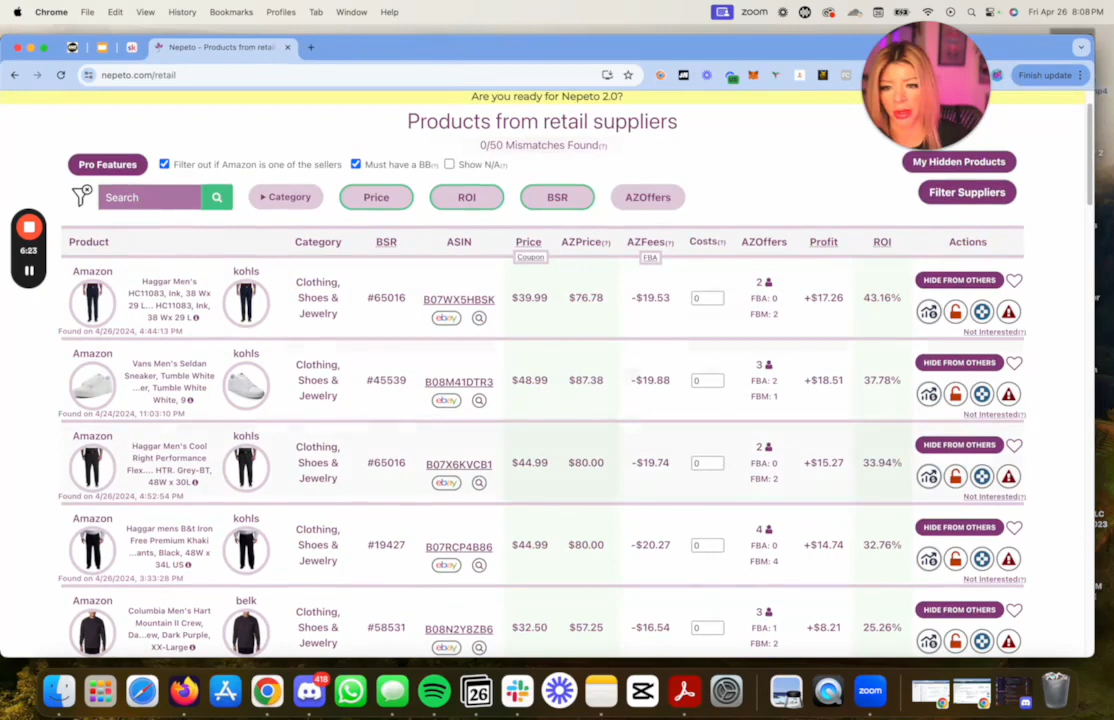 Chrome File Edit View History Bookmarks Profiles Tab Window Help zoom 26 Fri Apr 26 8:08 PM
sk Nepeto - Products from retai
nepeto.com/retail Finish update
Are you ready for Nepeto 2.0?
Products from retail suppliers
0/50 Mismatches Found(?)
Pro Features Filter out if Amazon is one of the sellers Must have a BB(?) Show N/A(?) My Hidden Products
Search Category Price ROI BSR AZOffers Filter Suppliers
Product Category BSR ASIN Price AZPrice(?) AZFees(?) Costs(?) AZOffers Profit ROI Actions
Coupon FBA
6:23
Amazon Haggar Men's HC11083, Ink, 38 Wx 29 L... HC11083, Ink, 38 Wx 29 L kohls Clothing, Shoes & Jewelry #65016 B07WX5HBSK ebay $39.99 $76.78 -$19.53 0 2 FBA: 0 FBM: 2 +$17.26 43.16% HIDE FROM OTHERS
Found on 4/26/2024, 4:44:13 PM Not Interested(?)
Amazon Vans Men's Seldan Sneaker, Tumble White ...er, Tumble White White, 9 kohls Clothing, Shoes & Jewelry #45539 B08M41DTR3 ebay $48.99 $87.38 -$19.88 0 3 FBA: 2 FBM: 1 +$18.51 37.78% HIDE FROM OTHERS
Found on 4/24/2024, 11:03:10 PM Not Interested(?)
Amazon Haggar Men's Cool Right Performance Flex.... HTR. Grey-BT, 48W x 30L kohls Clothing, Shoes & Jewelry #65016 B07X6KVCB1 ebay $44.99 $80.00 -$19.74 0 2 FBA: 0 FBM: 2 +$15.27 33.94% HIDE FROM OTHERS
Found on 4/26/2024, 4:52:54 PM Not Interested(?)
Amazon Haggar mens B&t Iron Free Premium Khaki ...ants, Black, 48W x 34L US kohls Clothing, Shoes & Jewelry #19427 B07RCP4B86 ebay $44.99 $80.00 -$20.27 0 4 FBA: 0 FBM: 4 +$14.74 32.76% HIDE FROM OTHERS
Found on 4/26/2024, 3:33:28 PM Not Interested(?)
Amazon Columbia Men's Hart Mountain II Crew, Da...ew, Dark Purple, XX-Large belk Clothing, Shoes & Jewelry #58531 B08N2Y8ZB6 ebay $32.50 $57.25 -$16.54 0 3 FBA: 1 FBM: 2 +$8.21 25.26% HIDE FROM OTHERS
418 26 zoom